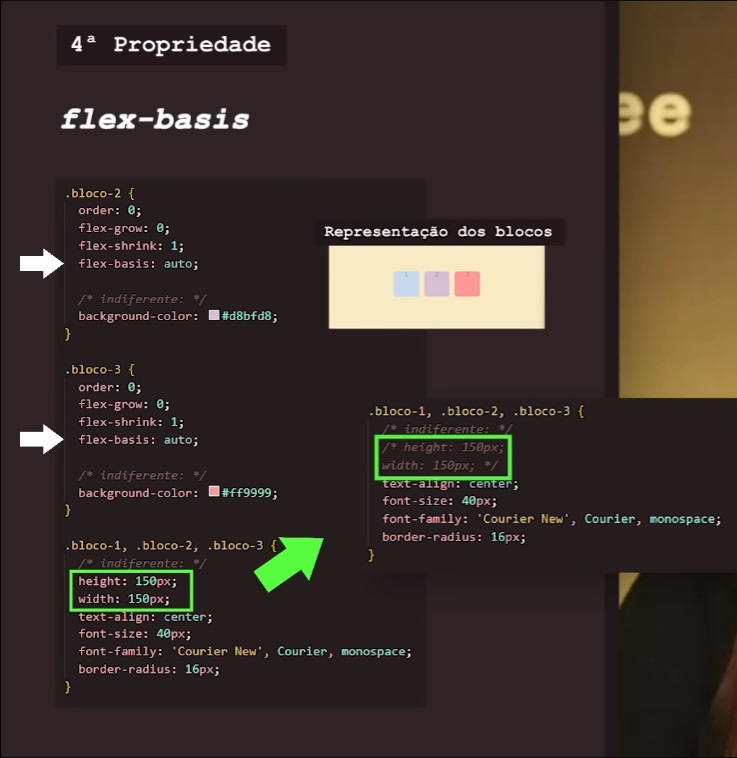 4ª Propriedade
ee
flex-basis
.bloco-2 {
order: 0;
flex-grow: 0;
flex-shrink: 1;
flex-basis: auto;
/* indiferente: */
background-color: #d8bfd8;
}
Representação dos blocos
1 2 3
.bloco-3 {
order: 0;
flex-grow: 0;
flex-shrink: 1;
flex-basis: auto;
/* indiferente: */
background-color: #ff9999;
}
.bloco-1, .bloco-2, .bloco-3 {
/* indiferente: */
height: 150px;
width: 150px;
text-align: center;
font-size: 40px;
font-family: 'Courier New', Courier, monospace;
border-radius: 16px;
}
.bloco-1, .bloco-2, .bloco-3 {
/* indiferente: */
/* height: 150px;
width: 150px; */
text-align: center;
font-size: 40px;
font-family: 'Courier New', Courier, monospace;
border-radius: 16px;
}